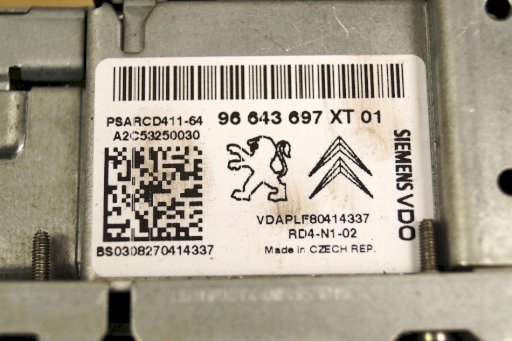 PSARCD411-64 96 643 697 XT 01
A2C53250030
SIEMENS VDO
VDAPLF80414337
RD4-N1-02
BS0308270414337 Made in CZECH REP.